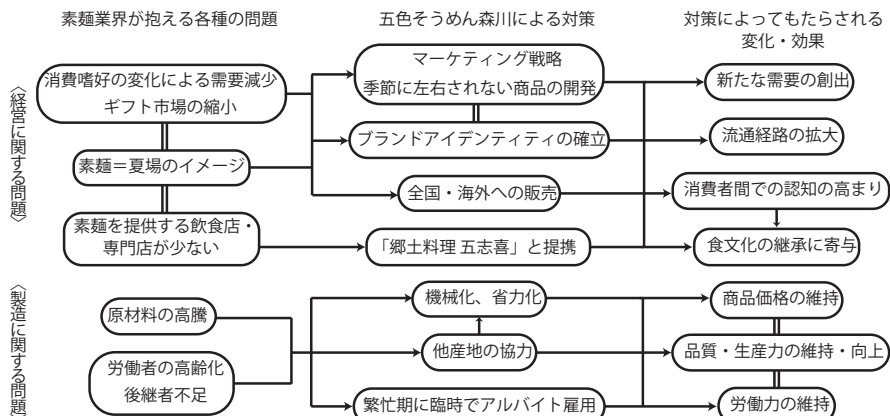 素麺業界が抱える各種の問題
五色そうめん森川による対策
対策によってもたらされる
変化・効果
〈経営に関する問題〉
消費嗜好の変化による需要減少
ギフト市場の縮小
素麺＝夏場のイメージ
素麺を提供する飲食店・
専門店が少ない
マーケティング戦略
季節に左右されない商品の開発
ブランドアイデンティティの確立
全国・海外への販売
「郷土料理 五志喜」と提携
新たな需要の創出
流通経路の拡大
消費者間での認知の高まり
食文化の継承に寄与
〈製造に関する問題〉
原材料の高騰
労働者の高齢化
後継者不足
機械化、省力化
他産地の協力
繁忙期に臨時でアルバイト雇用
商品価格の維持
品質・生産力の維持・向上
労働力の維持